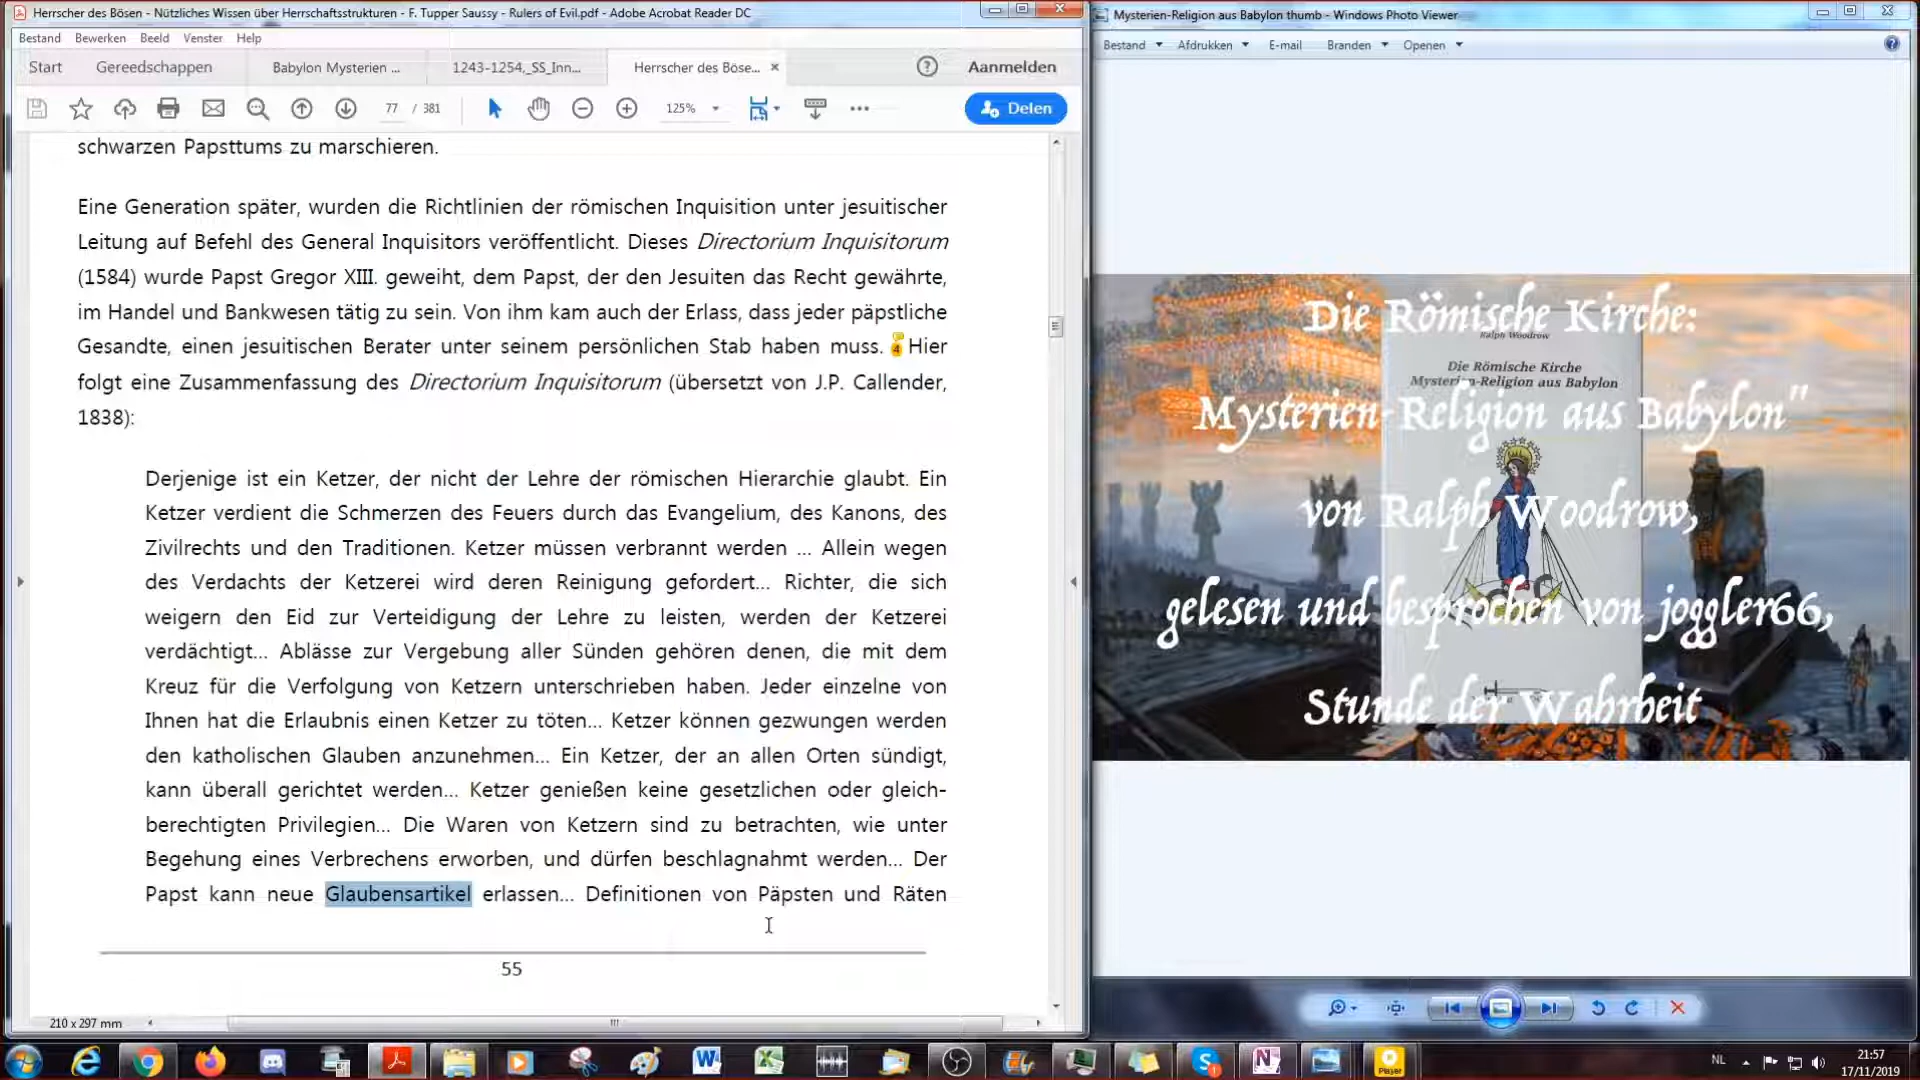 Herrscher des Bösen - Nützliches Wissen über Herrschaftsstrukturen - F. Tupper Saussy - Rulers of Evil.pdf - Adobe Acrobat Reader DC
Bestand Bewerken Beeld Venster Help
Start Gereedschappen Babylon Mysterien ... 1243-1254,_SS_Inn... Herrscher des Böse... × Aanmelden
77 / 381 125% Delen
schwarzen Papsttums zu marschieren.
Eine Generation später, wurden die Richtlinien der römischen Inquisition unter jesuitischer
Leitung auf Befehl des General Inquisitors veröffentlicht. Dieses Directorium Inquisitorum
(1584) wurde Papst Gregor XIII. geweiht, dem Papst, der den Jesuiten das Recht gewährte,
im Handel und Bankwesen tätig zu sein. Von ihm kam auch der Erlass, dass jeder päpstliche
Gesandte, einen jesuitischen Berater unter seinem persönlichen Stab haben muss. 4 Hier
folgt eine Zusammenfassung des Directorium Inquisitorum (übersetzt von J.P. Callender,
1838):
Derjenige ist ein Ketzer, der nicht der Lehre der römischen Hierarchie glaubt. Ein
Ketzer verdient die Schmerzen des Feuers durch das Evangelium, des Kanons, des
Zivilrechts und den Traditionen. Ketzer müssen verbrannt werden ... Allein wegen
des Verdachts der Ketzerei wird deren Reinigung gefordert... Richter, die sich
weigern den Eid zur Verteidigung der Lehre zu leisten, werden der Ketzerei
verdächtigt... Ablässe zur Vergebung aller Sünden gehören denen, die mit dem
Kreuz für die Verfolgung von Ketzern unterschrieben haben. Jeder einzelne von
Ihnen hat die Erlaubnis einen Ketzer zu töten... Ketzer können gezwungen werden
den katholischen Glauben anzunehmen... Ein Ketzer, der an allen Orten sündigt,
kann überall gerichtet werden... Ketzer genießen keine gesetzlichen oder gleich-
berechtigten Privilegien... Die Waren von Ketzern sind zu betrachten, wie unter
Begehung eines Verbrechens erworben, und dürfen beschlagnahmt werden... Der
Papst kann neue Glaubensartikel erlassen... Definitionen von Päpsten und Räten
55
210 x 297 mm
Mysterien-Religion aus Babylon thumb - Windows Photo Viewer
Bestand Afdrukken E-mail Branden Openen
Die Römische Kirche:
Ralph Woodrow
Die Römische Kirche
Mysterien-Religion aus Babylon
Mysterien-Religion aus Babylon"
von Ralph Woodrow,
gelesen und besprochen von joggler66,
Stunde der Wahrheit
NL
21:57
17/11/2019